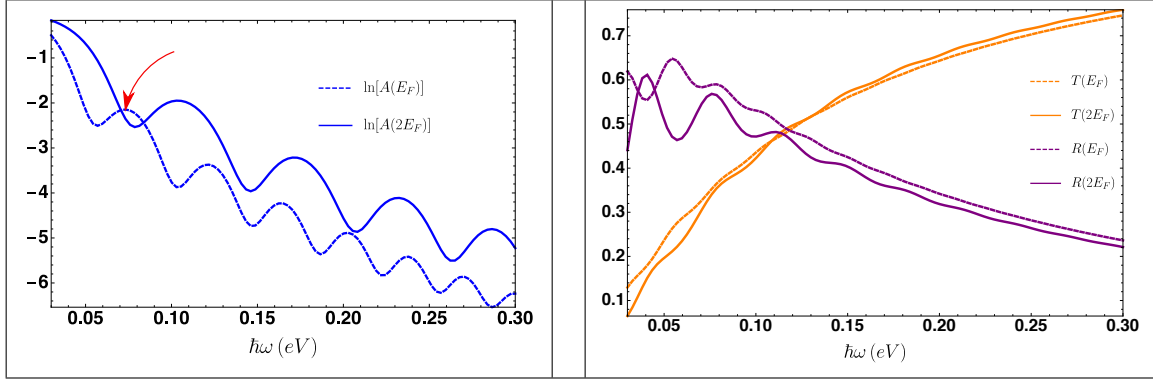 -1
-2
-3
-4
-5
-6
0.05 0.10 0.15 0.20 0.25 0.30
ħω (eV)
ln[A(E_F)]
ln[A(2E_F)]
0.7
0.6
0.5
0.4
0.3
0.2
0.1
0.05 0.10 0.15 0.20 0.25 0.30
ħω (eV)
T(E_F)
T(2E_F)
R(E_F)
R(2E_F)